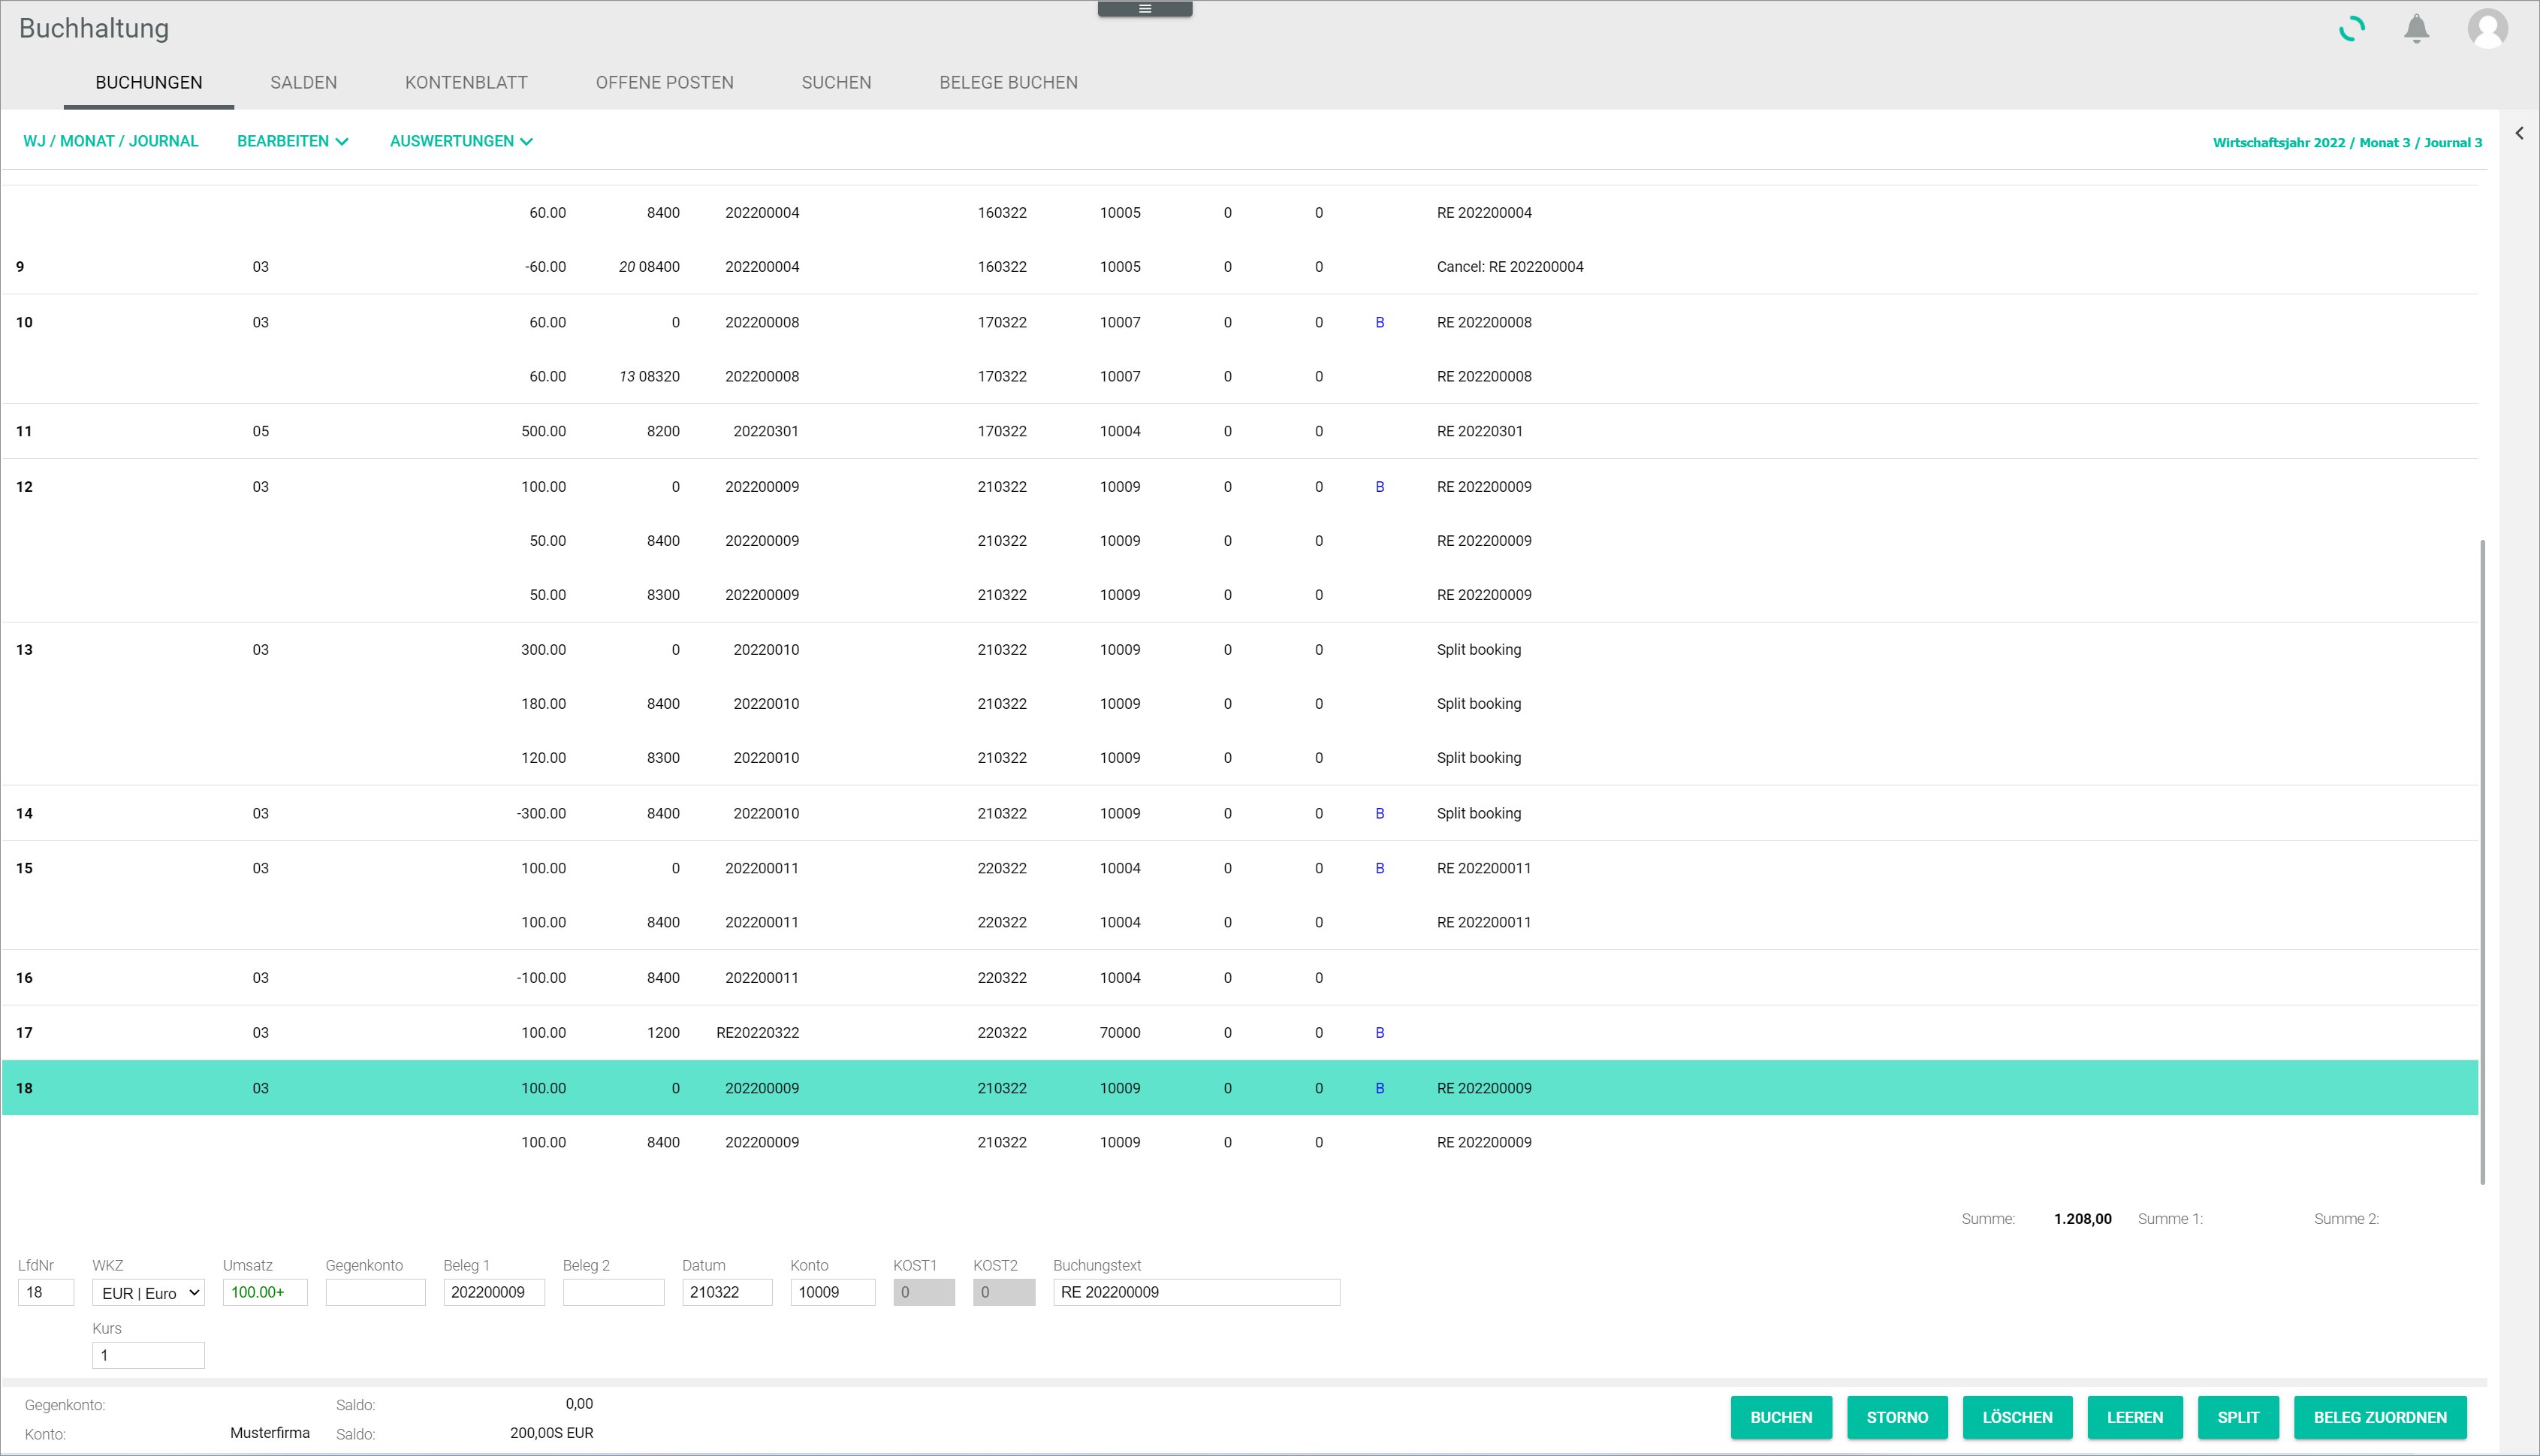 Buchhaltung
BUCHUNGEN SALDEN KONTENBLATT OFFENE POSTEN SUCHEN BELEGE BUCHEN
WJ / MONAT / JOURNAL BEARBEITEN AUSWERTUNGEN Wirtschaftsjahr 2022 / Monat 3 / Journal 3
60.00 8400 202200004 160322 10005 0 0 RE 202200004
9 03 -60.00 20 08400 202200004 160322 10005 0 0 Cancel: RE 202200004
10 03 60.00 0 202200008 170322 10007 0 0 B RE 202200008
60.00 13 08320 202200008 170322 10007 0 0 RE 202200008
11 05 500.00 8200 20220301 170322 10004 0 0 RE 20220301
12 03 100.00 0 202200009 210322 10009 0 0 B RE 202200009
50.00 8400 202200009 210322 10009 0 0 RE 202200009
50.00 8300 202200009 210322 10009 0 0 RE 202200009
13 03 300.00 0 20220010 210322 10009 0 0 Split booking
180.00 8400 20220010 210322 10009 0 0 Split booking
120.00 8300 20220010 210322 10009 0 0 Split booking
14 03 -300.00 8400 20220010 210322 10009 0 0 B Split booking
15 03 100.00 0 202200011 220322 10004 0 0 B RE 202200011
100.00 8400 202200011 220322 10004 0 0 RE 202200011
16 03 -100.00 8400 202200011 220322 10004 0 0
17 03 100.00 1200 RE20220322 220322 70000 0 0 B
18 03 100.00 0 202200009 210322 10009 0 0 B RE 202200009
100.00 8400 202200009 210322 10009 0 0 RE 202200009
Summe: 1.208,00 Summe 1: Summe 2:
LfdNr WKZ Umsatz Gegenkonto Beleg 1 Beleg 2 Datum Konto KOST1 KOST2 Buchungstext
18 EUR | Euro 100.00+ 202200009 210322 10009 0 0 RE 202200009
Kurs
1
Gegenkonto: Saldo: 0,00
Konto: Musterfirma Saldo: 200,00S EUR
BUCHEN STORNO LÖSCHEN LEEREN SPLIT BELEG ZUORDNEN